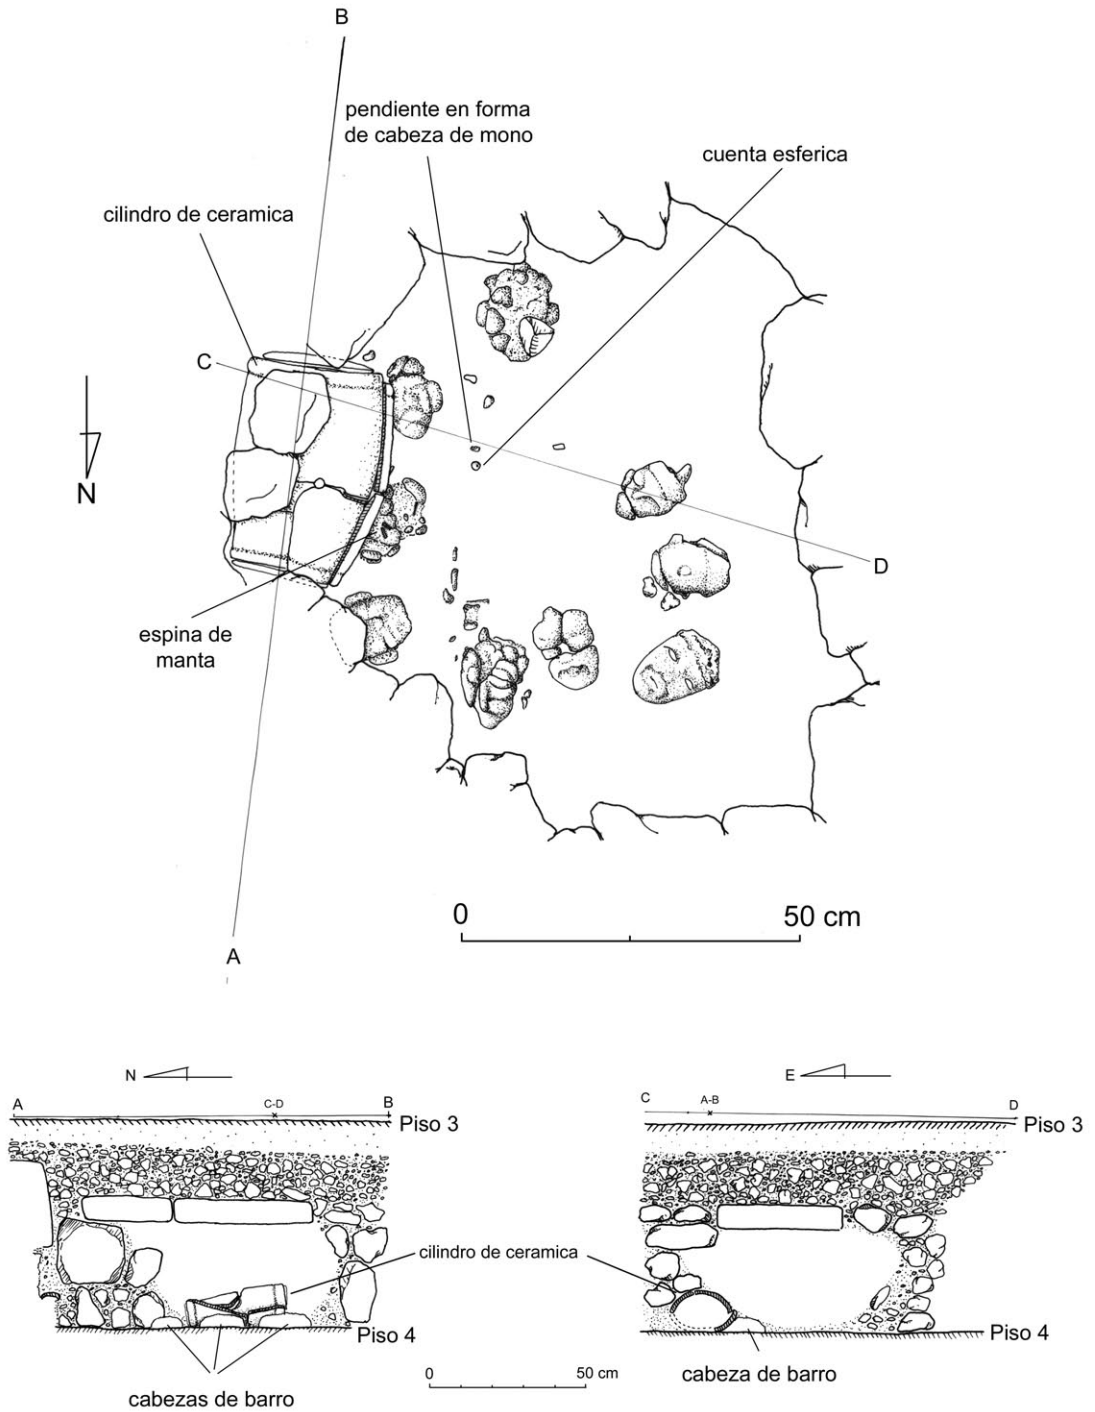 B
pendiente en forma
de cabeza de mono
cuenta esferica
cilindro de ceramica
C
N
D
espina de
manta
0 50 cm
A
N
E
A C-D B
Piso 3
C A-B D
Piso 3
cilindro de ceramica
Piso 4
Piso 4
cabezas de barro
0 50 cm
cabeza de barro